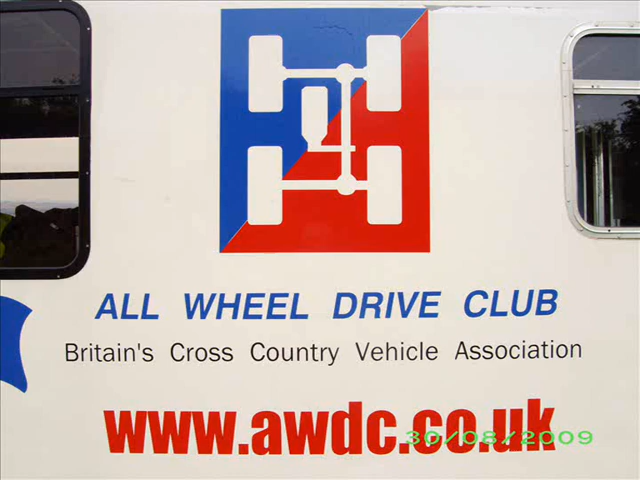 ALL WHEEL DRIVE CLUB
Britain's Cross Country Vehicle Association
www.awdc.co.uk
30/08/2009